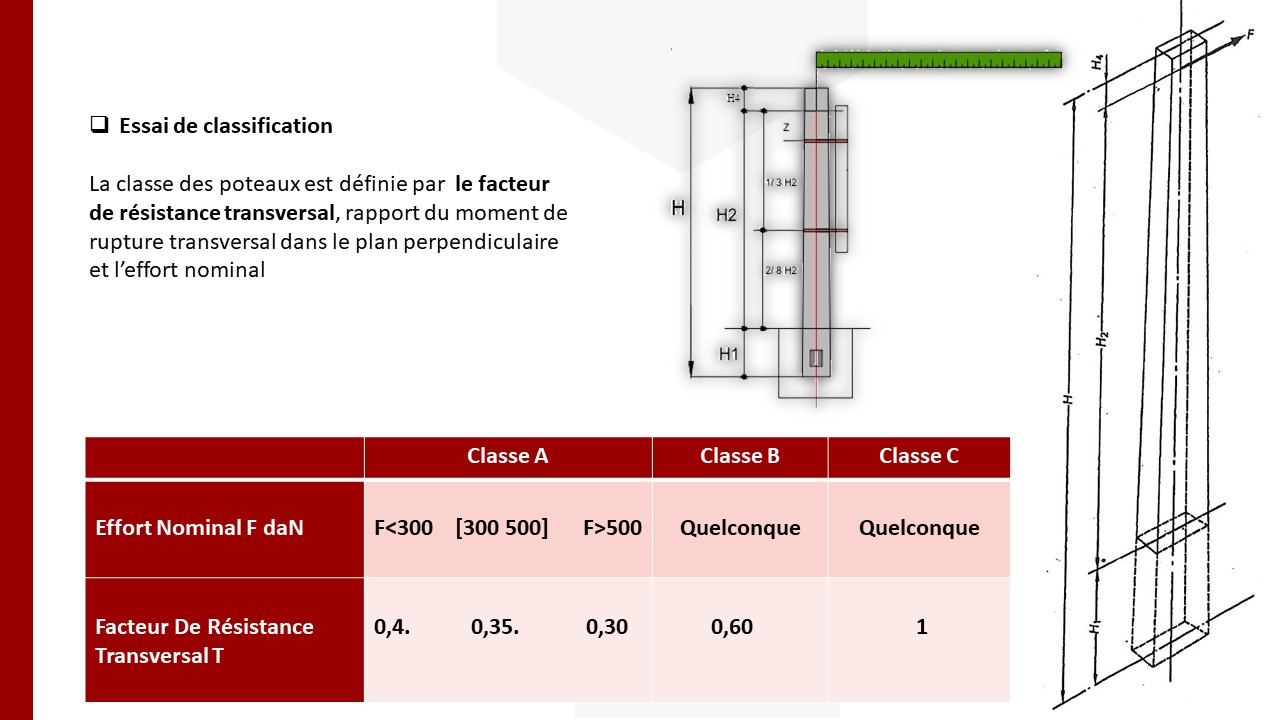 Essai de classification
La classe des poteaux est définie par le facteur
de résistance transversal, rapport du moment de
rupture transversal dans le plan perpendiculaire
et l’effort nominal
H4
Z
1/ 3 H2
H
H2
2/ 8 H2
H1
F
H4
H2
H
H1
Classe A Classe B Classe C
Effort Nominal F daN F<300 [300 500] F>500 Quelconque Quelconque
Facteur De Résistance 0,4. 0,35. 0,30 0,60 1
Transversal T